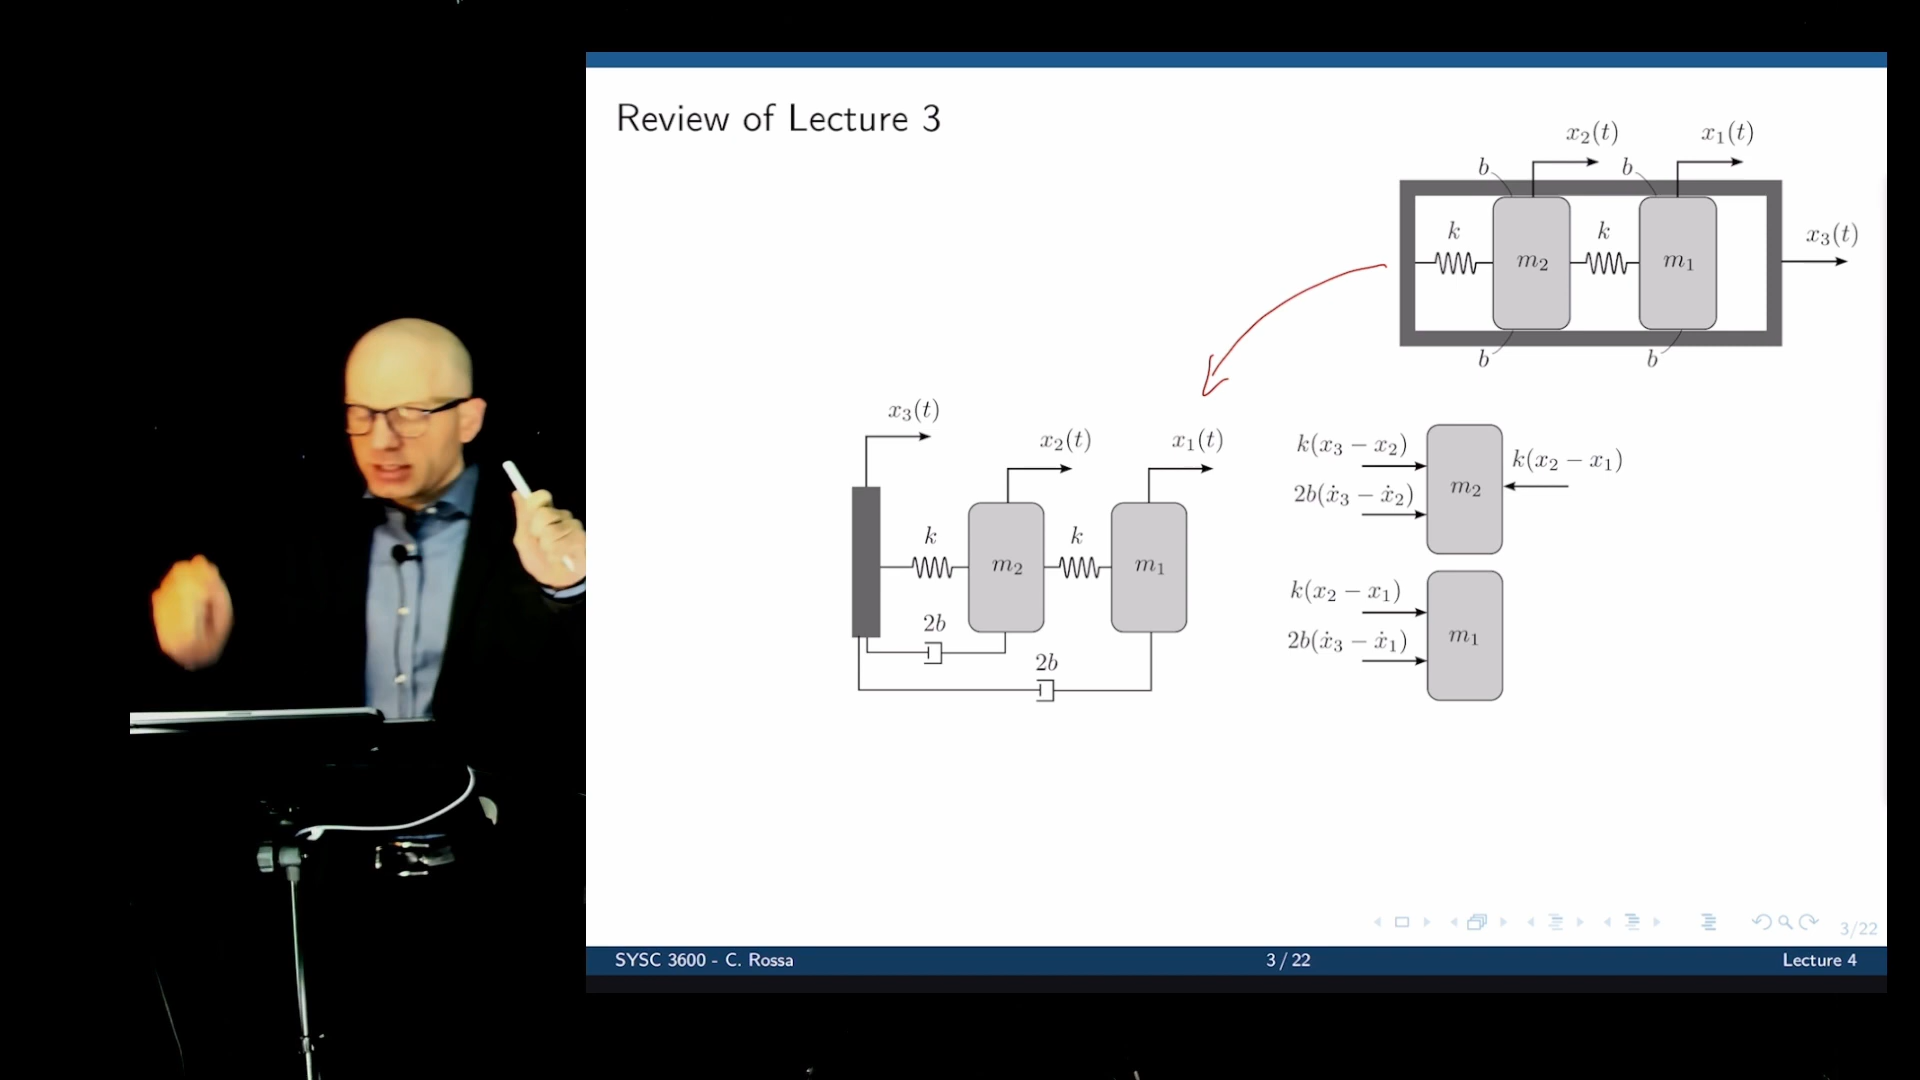 Review of Lecture 3
x₂(t) x₁(t)
b b
k k x₃(t)
m₂ m₁
b b
x₃(t)
x₂(t) x₁(t)
k k
m₂ m₁
2b
2b
k(x₃ − x₂)
k(x₂ − x₁)
2b(ẋ₃ − ẋ₂)
m₂
k(x₂ − x₁)
2b(ẋ₃ − ẋ₁)
m₁
3/22
SYSC 3600 - C. Rossa 3 / 22 Lecture 4